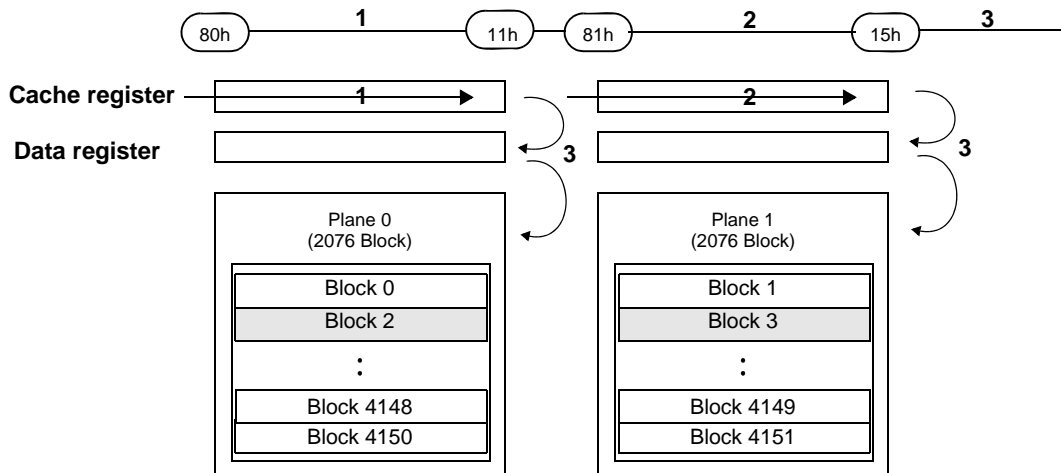 1 2 3
80h 11h 81h 15h
Cache register 1 2
Data register 3 3
Plane 0
(2076 Block)
Plane 1
(2076 Block)
Block 0
Block 2
:
Block 4148
Block 4150
Block 1
Block 3
:
Block 4149
Block 4151